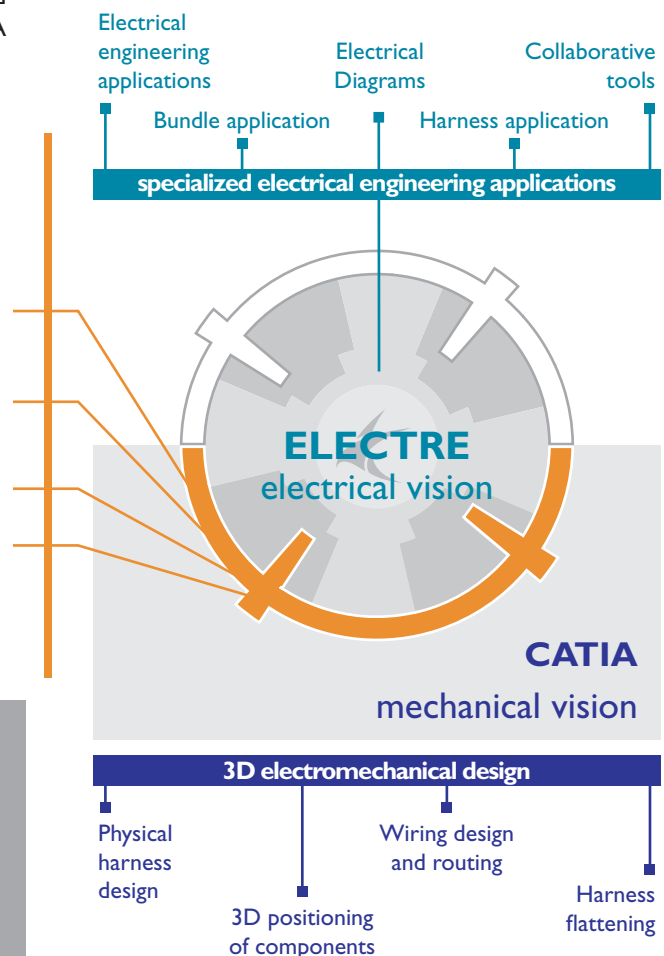 A
Electrical
engineering
applications
Electrical
Diagrams
Collaborative
tools
Bundle application
Harness application
specialized electrical engineering applications
ELECTRE
electrical vision
CATIA
mechanical vision
3D electromechanical design
Physical
harness
design
Wiring design
and routing
3D positioning
of components
Harness
flattening